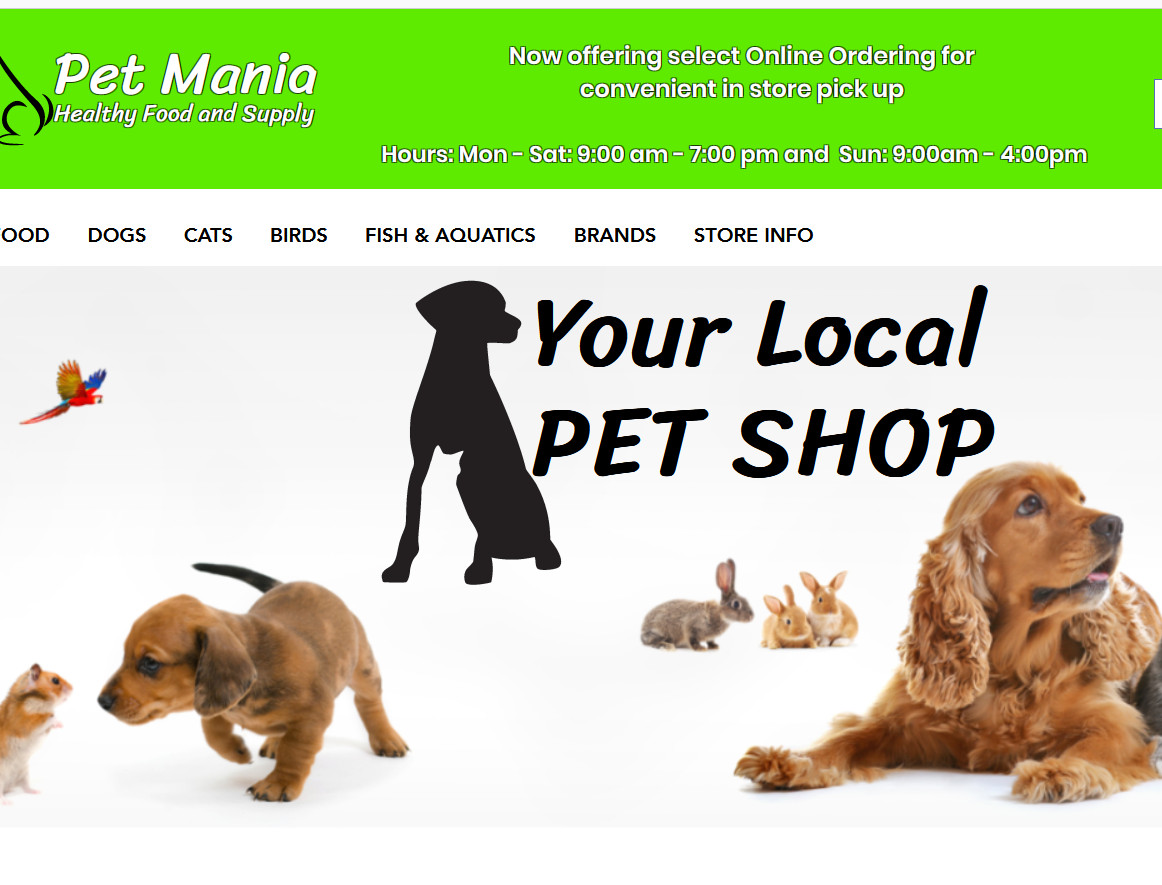 Pet Mania
Healthy Food and Supply
Now offering select Online Ordering for
convenient in store pick up
Hours: Mon - Sat: 9:00 am - 7:00 pm and Sun: 9:00am - 4:00pm
OOD DOGS CATS BIRDS FISH & AQUATICS BRANDS STORE INFO
Your Local
PET SHOP